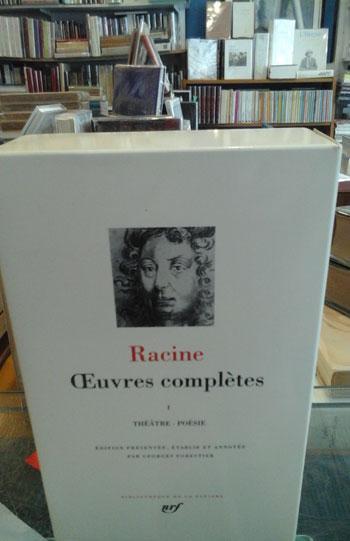 Racine
Œuvres complètes
I
THÉÂTRE · POÉSIE
ÉDITION PRÉSENTÉE, ÉTABLIE ET ANNOTÉE
PAR GEORGES FORESTIER
BIBLIOTHÈQUE DE LA PLÉIADE
nrf